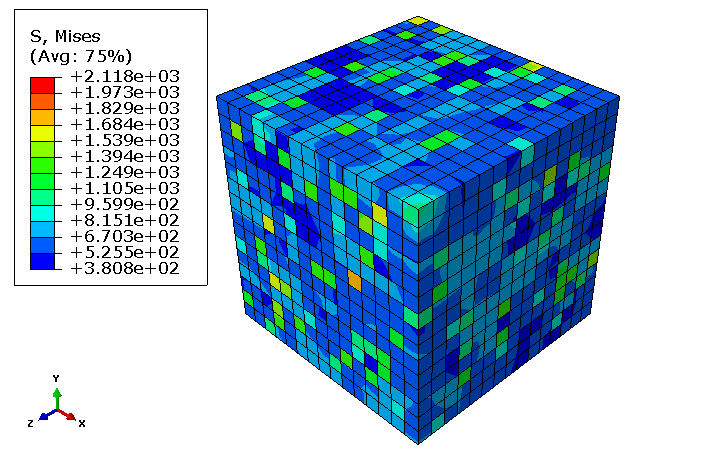 S, Mises
(Avg: 75%)
+2.118e+03
+1.973e+03
+1.829e+03
+1.684e+03
+1.539e+03
+1.394e+03
+1.249e+03
+1.105e+03
+9.599e+02
+8.151e+02
+6.703e+02
+5.255e+02
+3.808e+02
Y
Z
X